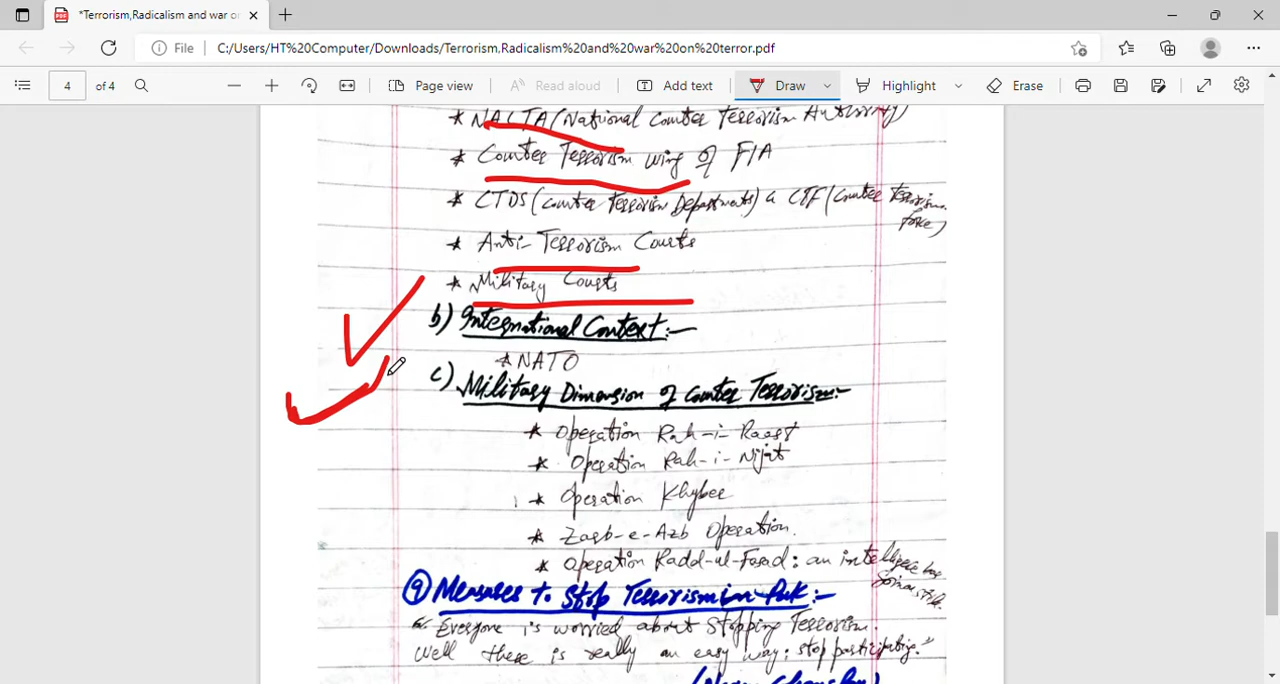 *Terrorism,Radicalism and war o
File C:/Users/HT%20Computer/Downloads/Terrorism,Radicalism%20and%20war%20on%20terror.pdf
4 of 4 Page view Read aloud Add text Draw Highlight Erase
* NACTA (National Counter Terrorism Authority)
* Counter Terrorism wing of FIA
* CTDS (Counter Terrorism Departments) & CTF (Counter Terrorism force)
* Anti-Terrorism Courts
* Military Courts
b) International Context:-
* NATO
c) Military Dimension of Counter Terrorism:-
* Operation Rah-i-Raast
* Operation Rah-i-Nijat
* Operation Khyber
* Zarb-e-Azb Operation.
* Operation Radd-ul-Fasad: an
9 Measures to Stop Terrorism in Pak:-
" Everyone is worried about Stopping Terrorism.
Well there is really an easy way: stop participating."